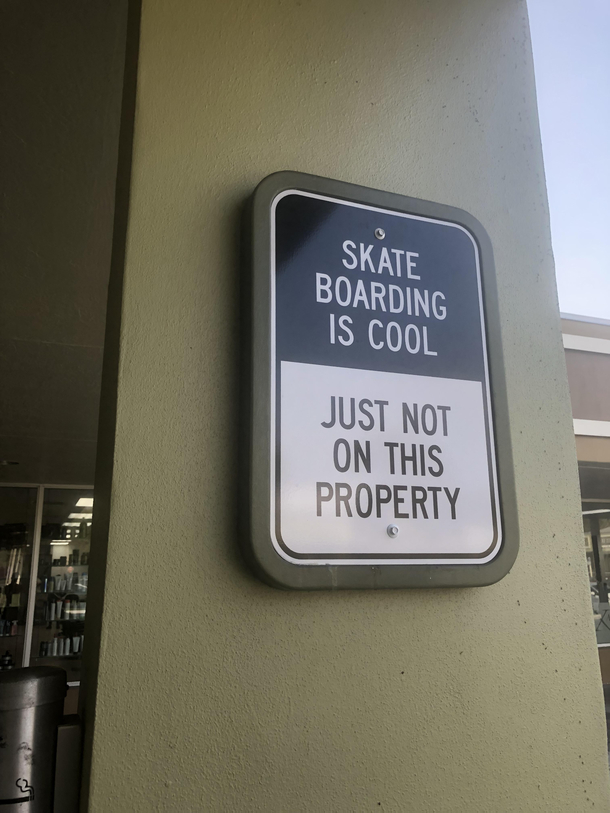 SKATE
BOARDING
IS COOL
JUST NOT
ON THIS
PROPERTY